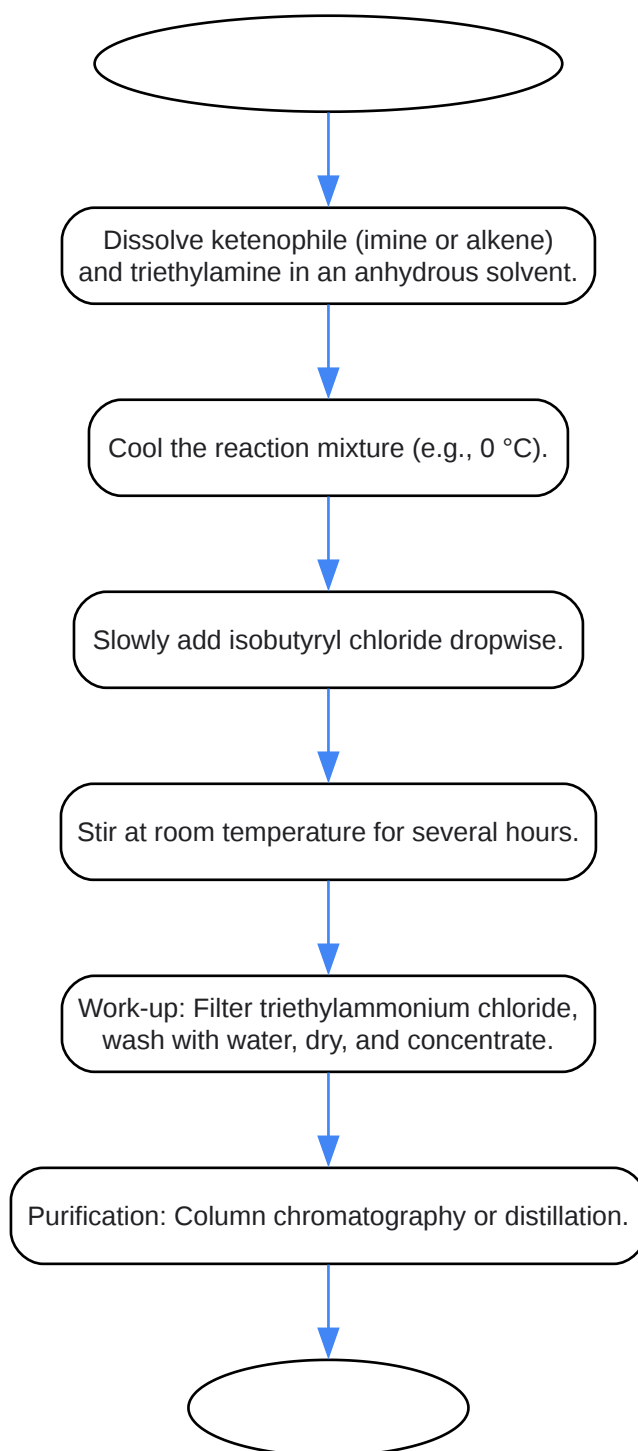 Dissolve ketenophile (imine or alkene)
and triethylamine in an anhydrous solvent.
Cool the reaction mixture (e.g., 0 °C).
Slowly add isobutyryl chloride dropwise.
Stir at room temperature for several hours.
Work-up: Filter triethylammonium chloride,
wash with water, dry, and concentrate.
Purification: Column chromatography or distillation.